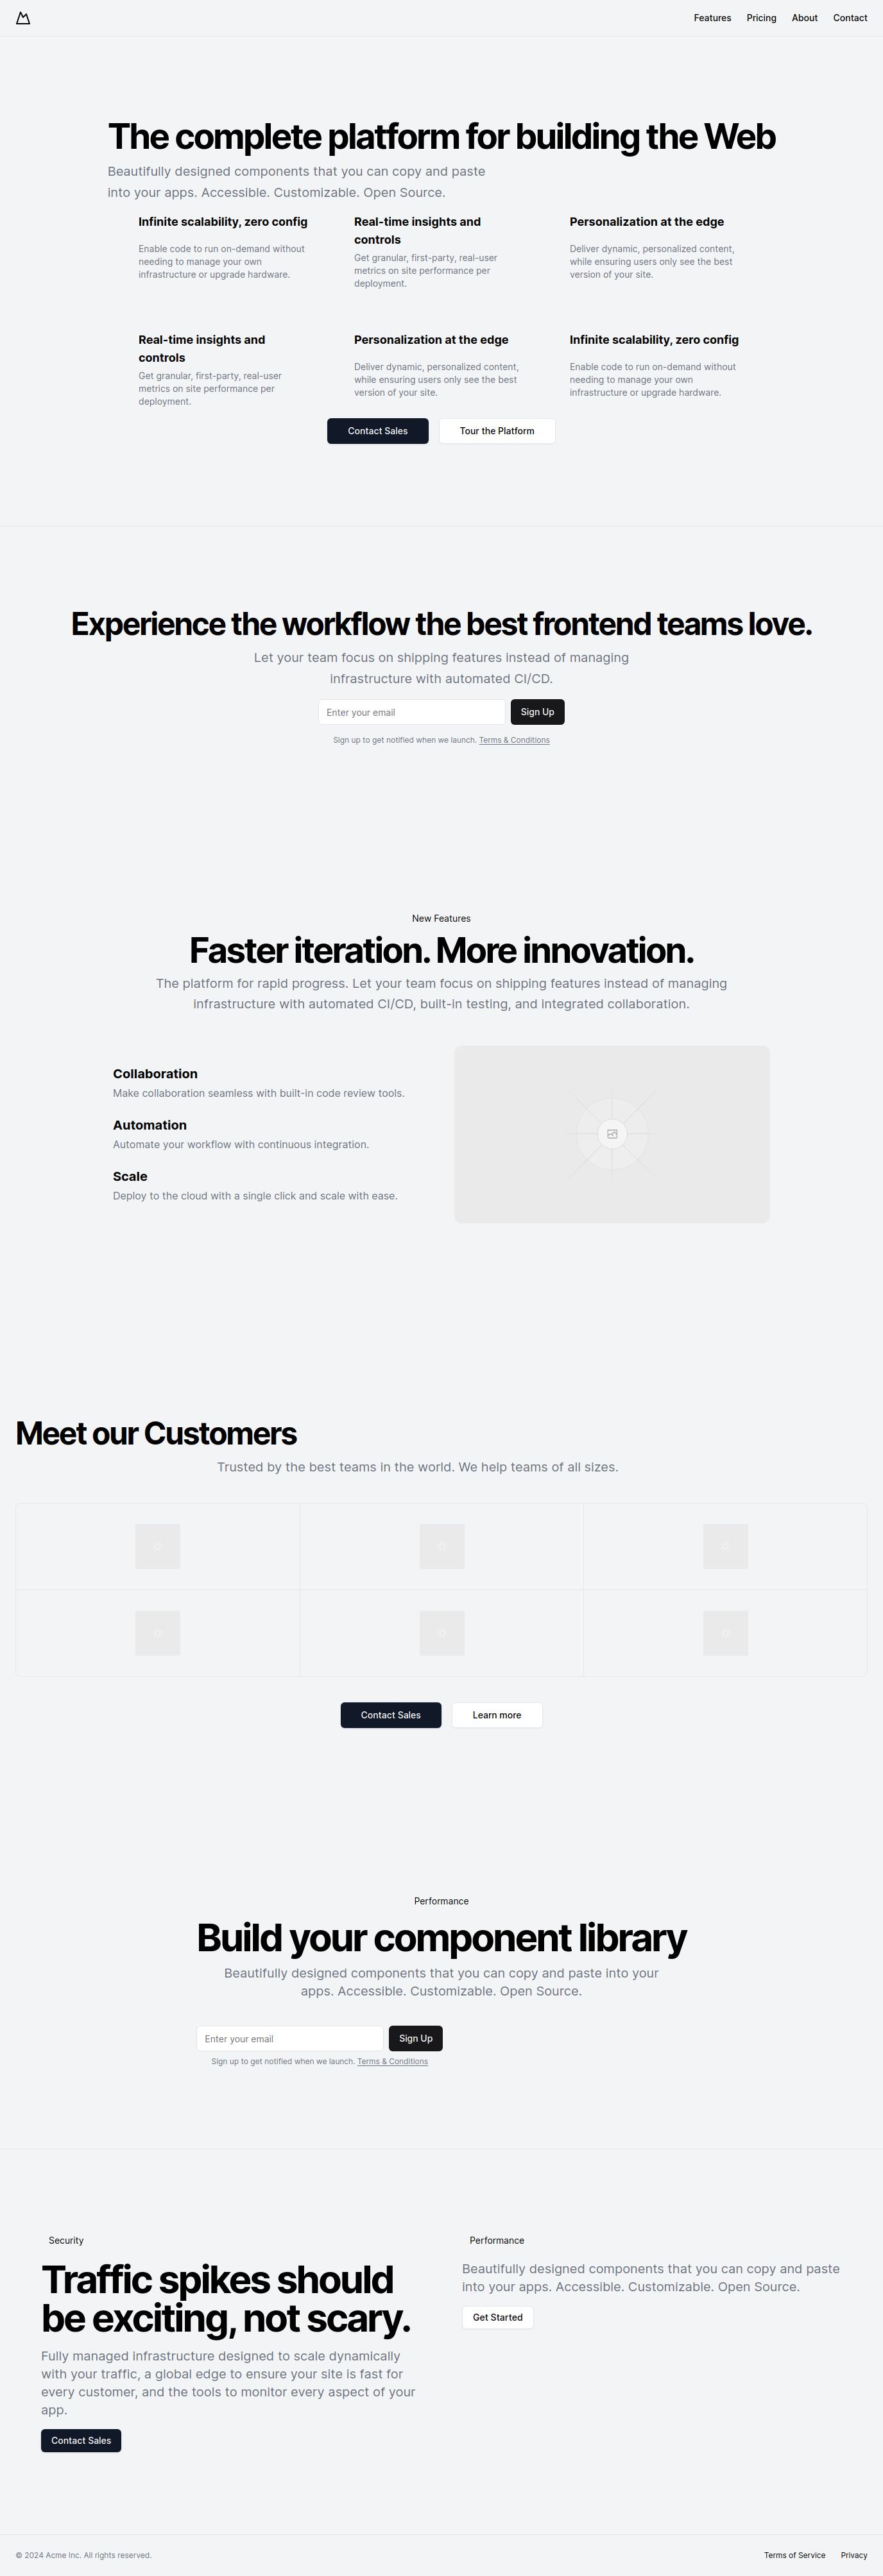 Features Pricing About Contact
The complete platform for building the Web
Beautifully designed components that you can copy and paste
into your apps. Accessible. Customizable. Open Source.
Infinite scalability, zero config
Enable code to run on-demand without
needing to manage your own
infrastructure or upgrade hardware.
Real-time insights and
controls
Get granular, first-party, real-user
metrics on site performance per
deployment.
Personalization at the edge
Deliver dynamic, personalized content,
while ensuring users only see the best
version of your site.
Real-time insights and
controls
Get granular, first-party, real-user
metrics on site performance per
deployment.
Personalization at the edge
Deliver dynamic, personalized content,
while ensuring users only see the best
version of your site.
Infinite scalability, zero config
Enable code to run on-demand without
needing to manage your own
infrastructure or upgrade hardware.
Contact Sales Tour the Platform
Experience the workflow the best frontend teams love.
Let your team focus on shipping features instead of managing
infrastructure with automated CI/CD.
Enter your email Sign Up
Sign up to get notified when we launch. Terms & Conditions
New Features
Faster iteration. More innovation.
The platform for rapid progress. Let your team focus on shipping features instead of managing
infrastructure with automated CI/CD, built-in testing, and integrated collaboration.
Collaboration
Make collaboration seamless with built-in code review tools.
Automation
Automate your workflow with continuous integration.
Scale
Deploy to the cloud with a single click and scale with ease.
Meet our Customers
Trusted by the best teams in the world. We help teams of all sizes.
Contact Sales Learn more
Performance
Build your component library
Beautifully designed components that you can copy and paste into your
apps. Accessible. Customizable. Open Source.
Enter your email Sign Up
Sign up to get notified when we launch. Terms & Conditions
Security
Traffic spikes should
be exciting, not scary.
Fully managed infrastructure designed to scale dynamically
with your traffic, a global edge to ensure your site is fast for
every customer, and the tools to monitor every aspect of your
app.
Contact Sales
Performance
Beautifully designed components that you can copy and paste
into your apps. Accessible. Customizable. Open Source.
Get Started
© 2024 Acme Inc. All rights reserved. Terms of Service Privacy